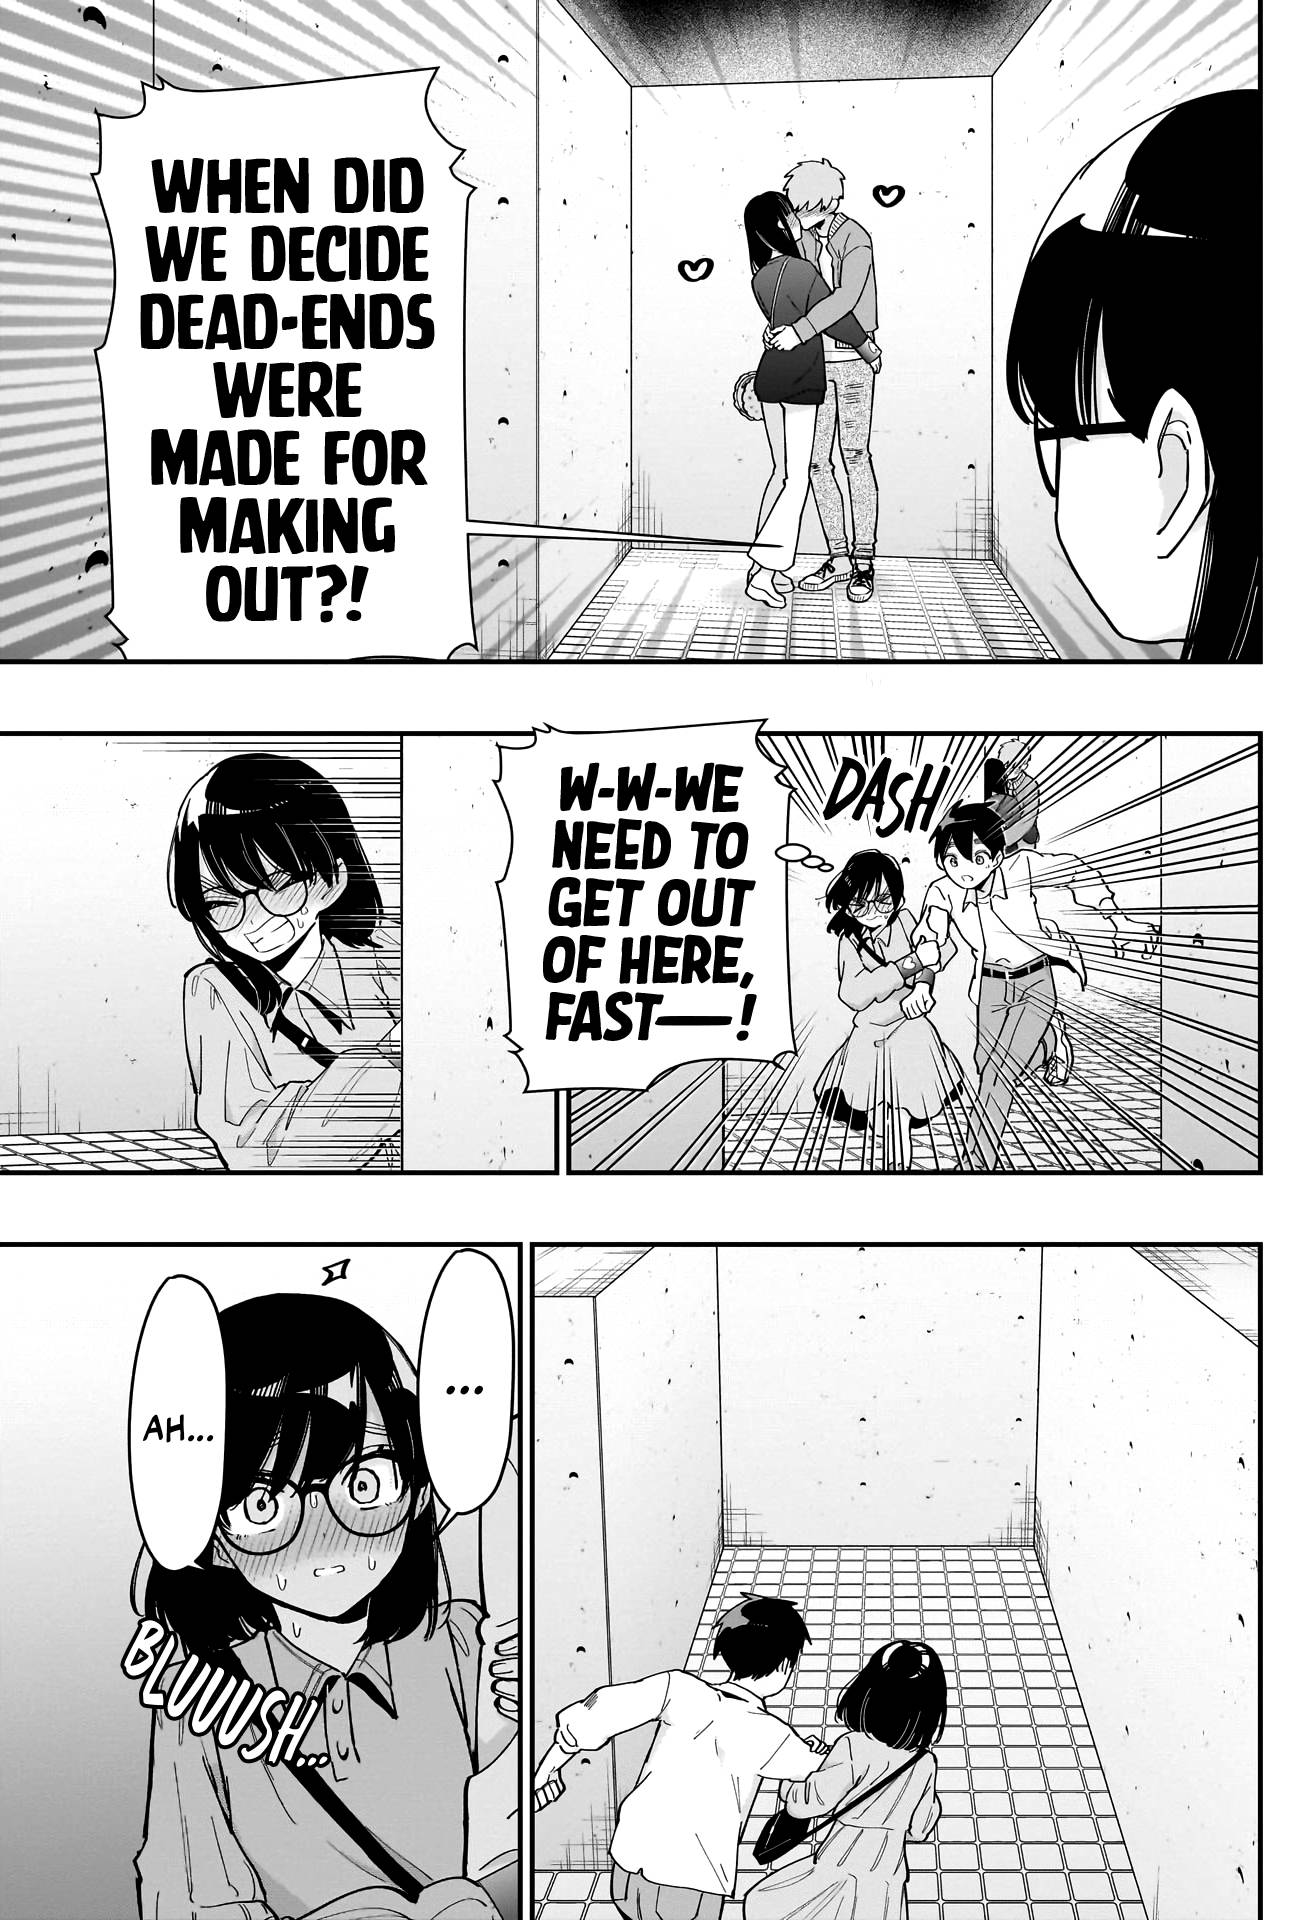 WHEN DID
WE DECIDE
DEAD-ENDS
WERE
MADE FOR
MAKING
OUT?!
DASH
W-W-WE
NEED TO
GET OUT
OF HERE,
FAST—!
...
AH...
BLUUUSH...